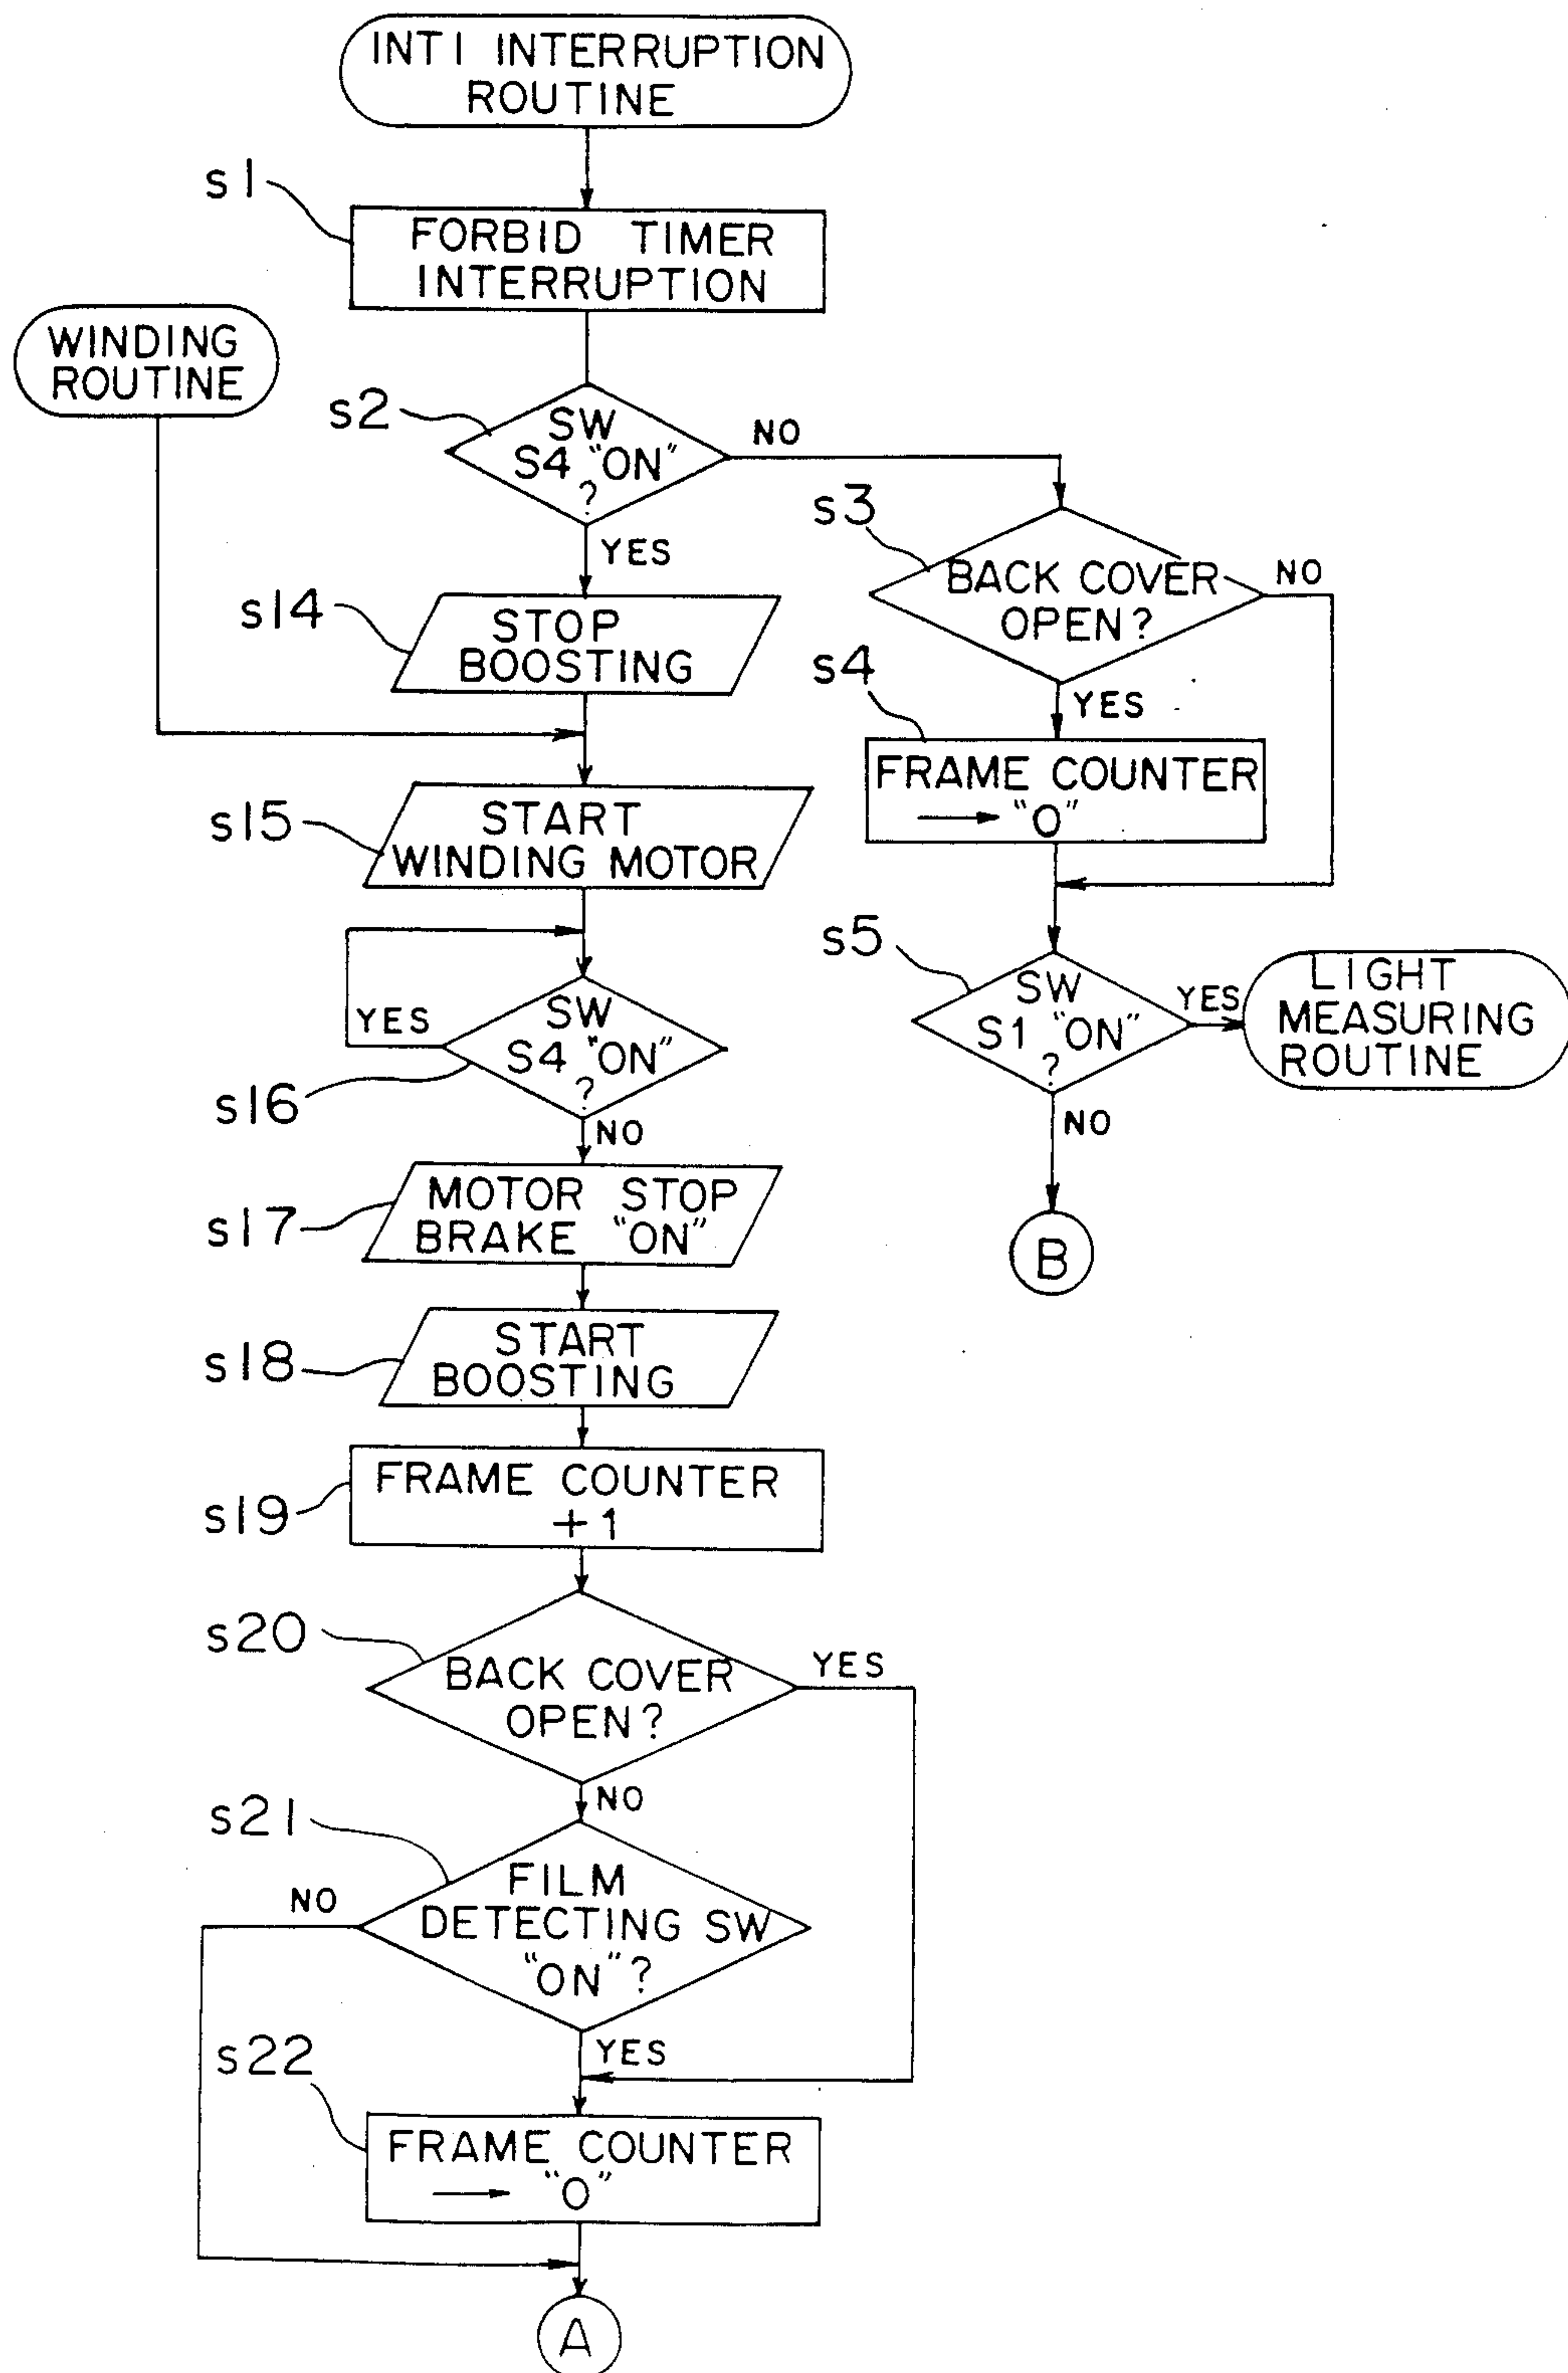 INT1 INTERRUPTION
ROUTINE
s1
FORBID TIMER
INTERRUPTION
WINDING
ROUTINE
s2
SW
S4 "ON"
?
NO
YES
s3
BACK COVER
OPEN?
NO
YES
s14
STOP
BOOSTING
s4
FRAME COUNTER
→ "0"
s15
START
WINDING MOTOR
s5
SW
S1 "ON"
?
YES
NO
LIGHT
MEASURING
ROUTINE
B
s16
SW
S4 "ON"
?
YES
NO
s17
MOTOR STOP
BRAKE "ON"
s18
START
BOOSTING
s19
FRAME COUNTER
+1
s20
BACK COVER
OPEN?
YES
NO
s21
FILM
DETECTING SW
"ON"?
NO
YES
s22
FRAME COUNTER
→ "0"
A